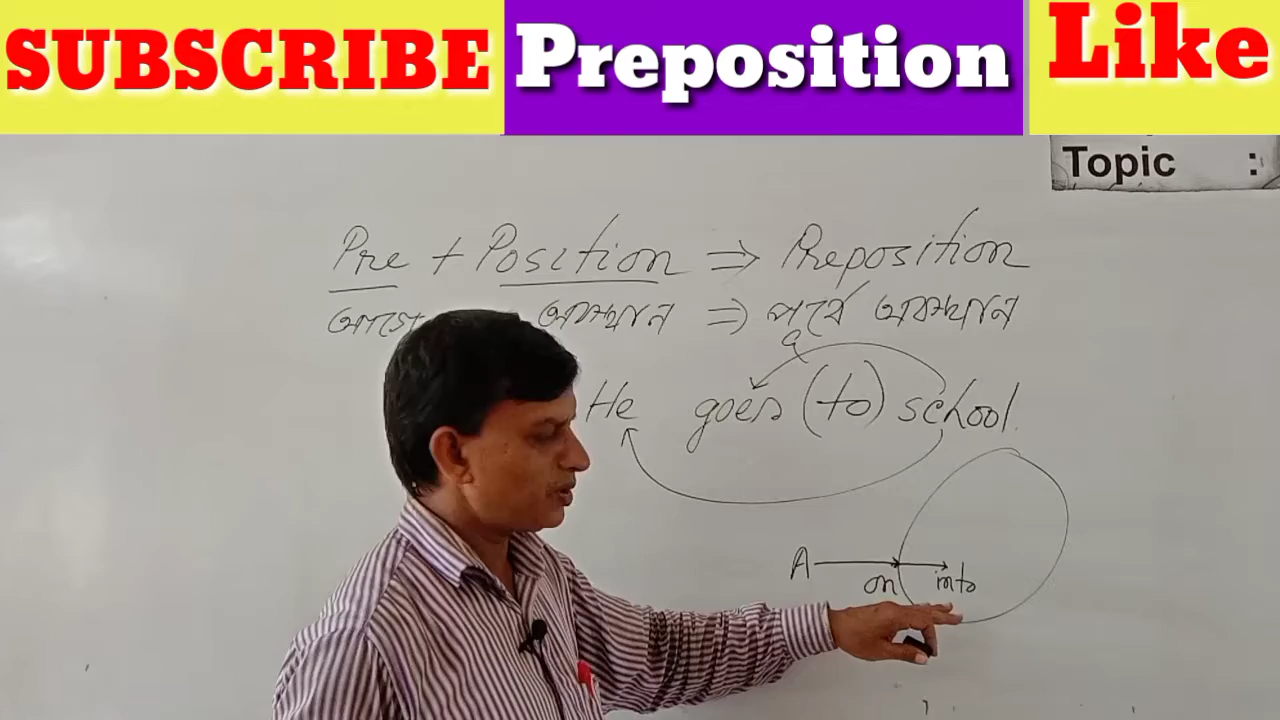 SUBSCRIBE Preposition Like
Topic :
Pre + Position ⇒ Preposition
অবস্থান ⇒ পূর্বে অবস্থান
He goes (to) school.
A on into